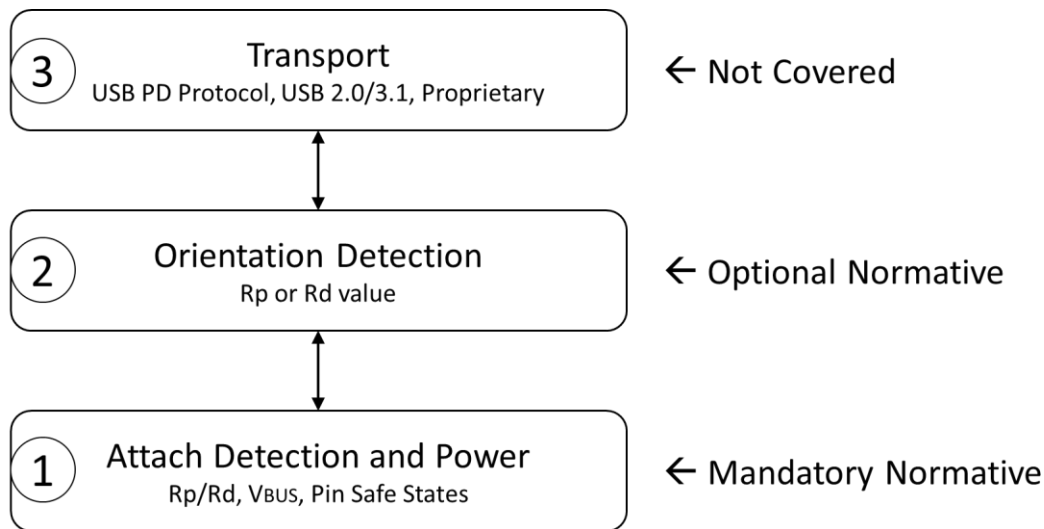 3
Transport
USB PD Protocol, USB 2.0/3.1, Proprietary
← Not Covered
2
Orientation Detection
Rp or Rd value
← Optional Normative
1
Attach Detection and Power
Rp/Rd, VBUS, Pin Safe States
← Mandatory Normative